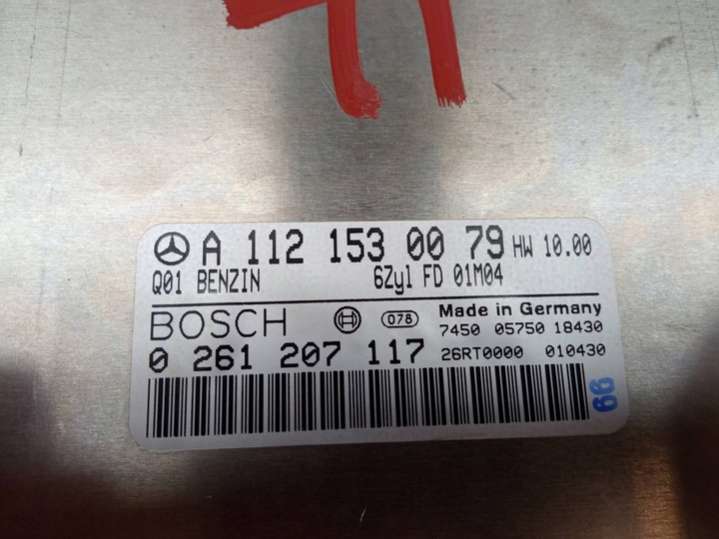 A 112 153 00 79 HW 10.00
Q01 BENZIN 6Zyl FD 01M04
BOSCH 078 Made in Germany
7450 05750 18430
0 261 207 117 26RT0000 010430
66